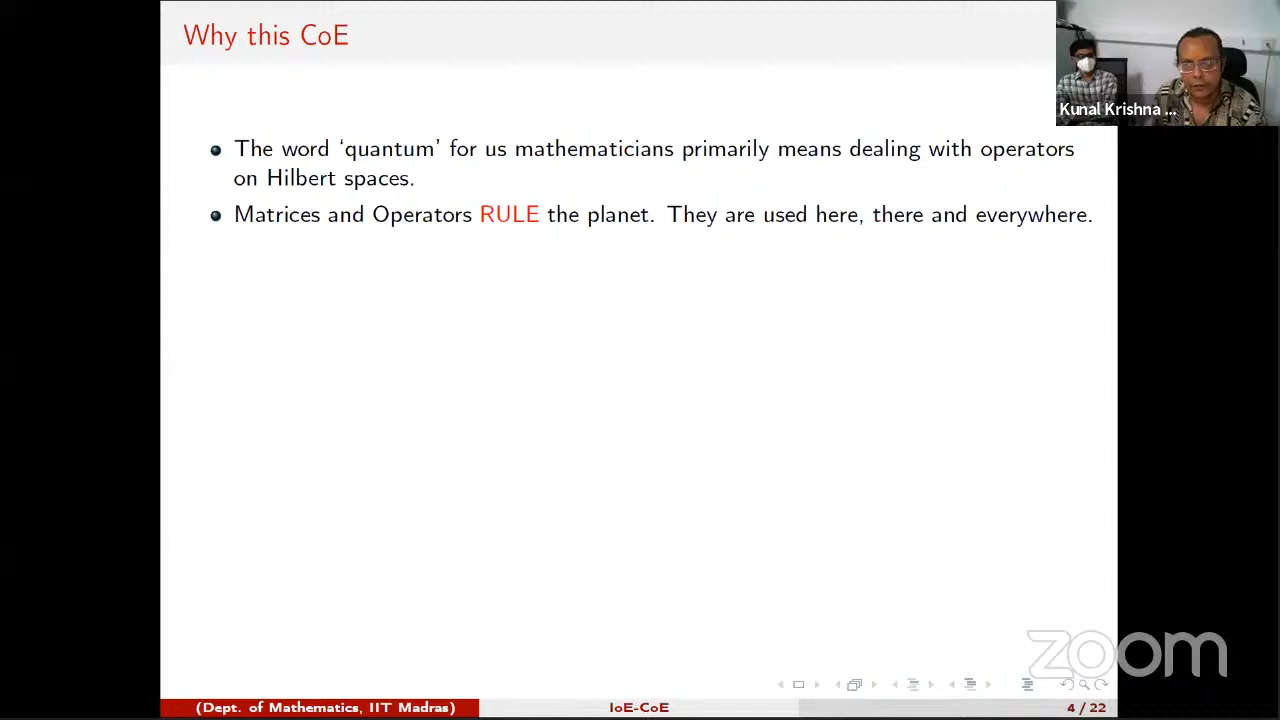 Why this CoE
Kunal Krishna ...
The word ‘quantum’ for us mathematicians primarily means dealing with operators
on Hilbert spaces.
Matrices and Operators RULE the planet. They are used here, there and everywhere.
zoom
(Dept. of Mathematics, IIT Madras)
IoE-CoE
4 / 22